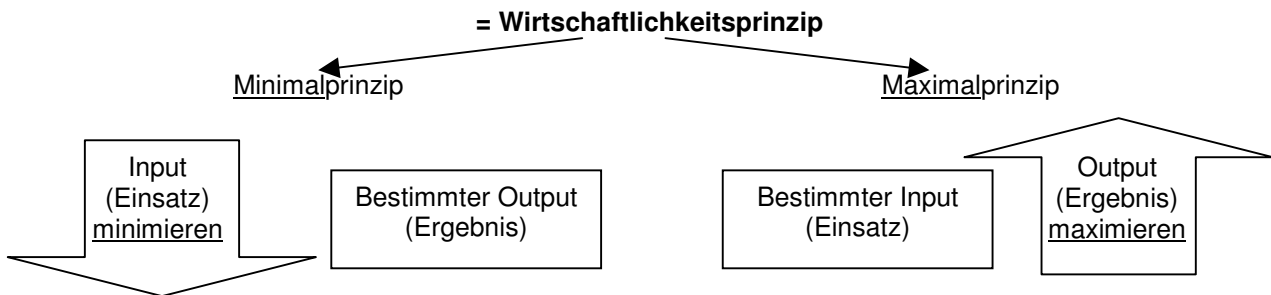 = Wirtschaftlichkeitsprinzip
Minimalprinzip
Maximalprinzip
Input
(Einsatz)
minimieren
Bestimmter Output
(Ergebnis)
Bestimmter Input
(Einsatz)
Output
(Ergebnis)
maximieren